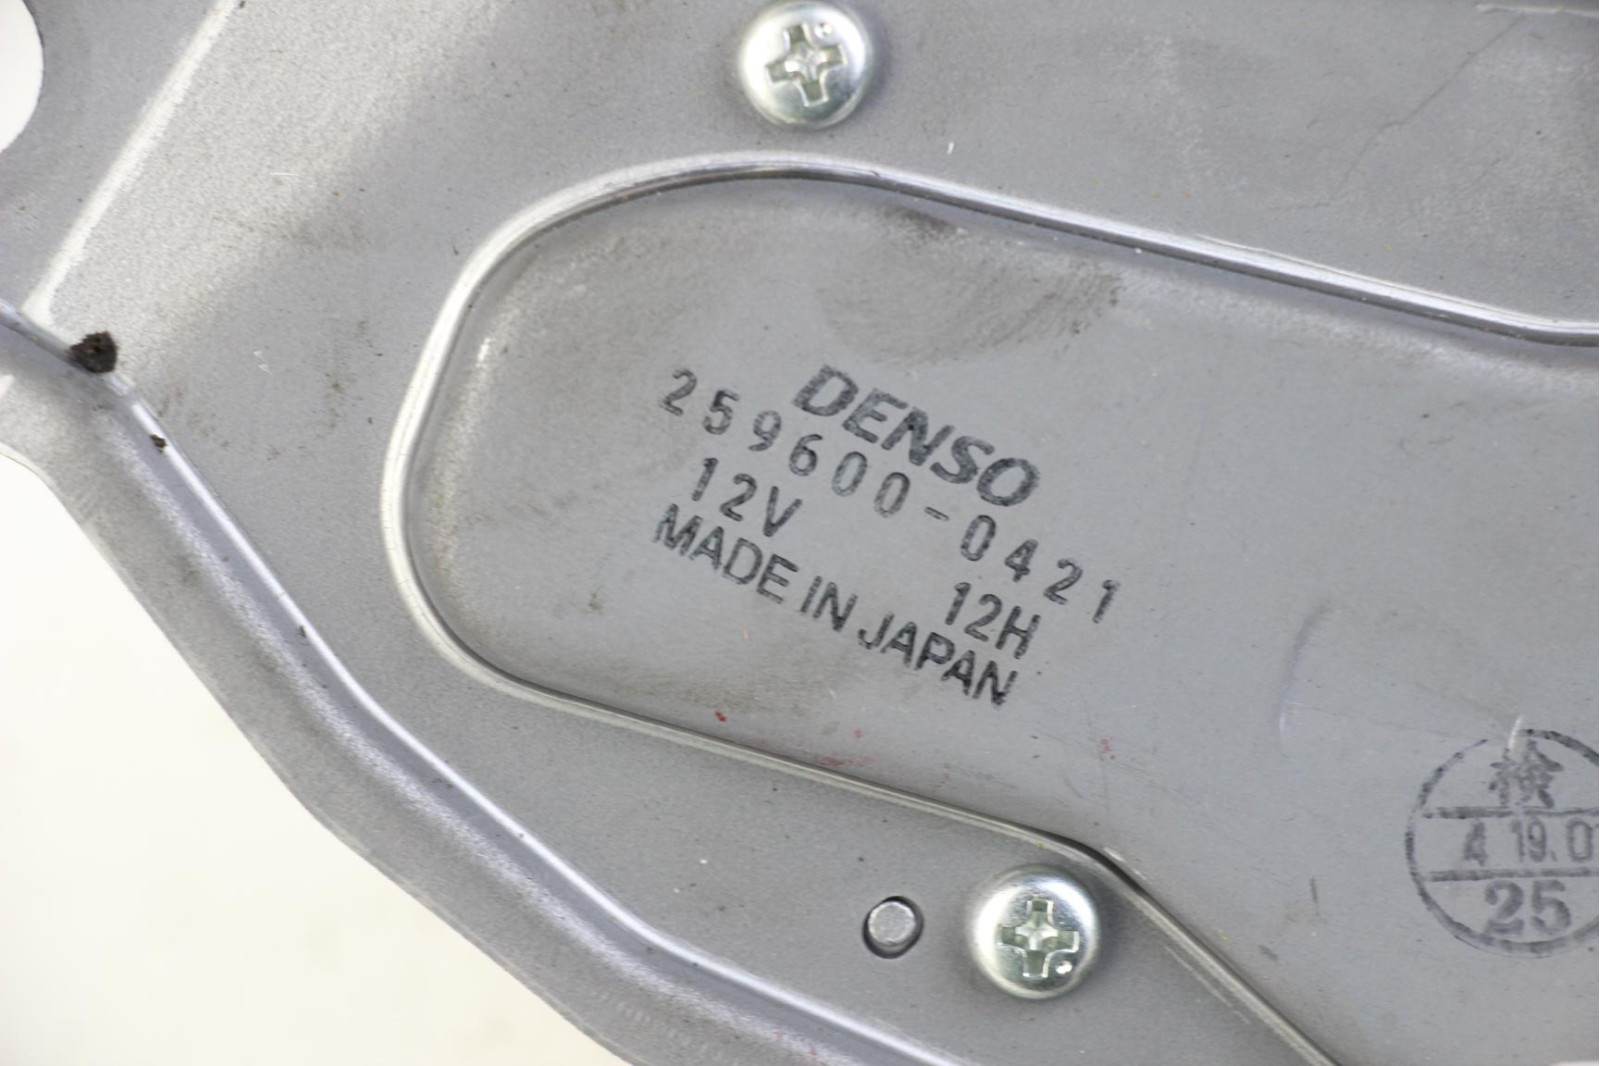 DENSO
259600-0421
12V 12H
MADE IN JAPAN
検
4 19.0
25